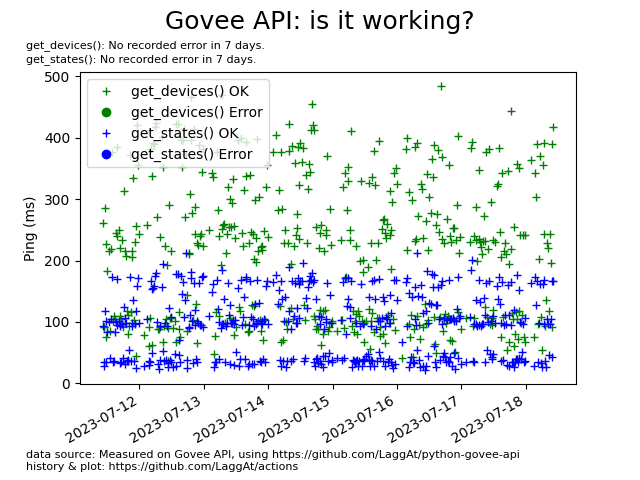 Govee API: is it working?
get_devices(): No recorded error in 7 days.
get_states(): No recorded error in 7 days.
500
400
300
200
100
0
Ping (ms)
get_devices() OK
get_devices() Error
get_states() OK
get_states() Error
2023-07-12
2023-07-13
2023-07-14
2023-07-15
2023-07-16
2023-07-17
2023-07-18
data source: Measured on Govee API, using https://github.com/LaggAt/python-govee-api
history & plot: https://github.com/LaggAt/actions